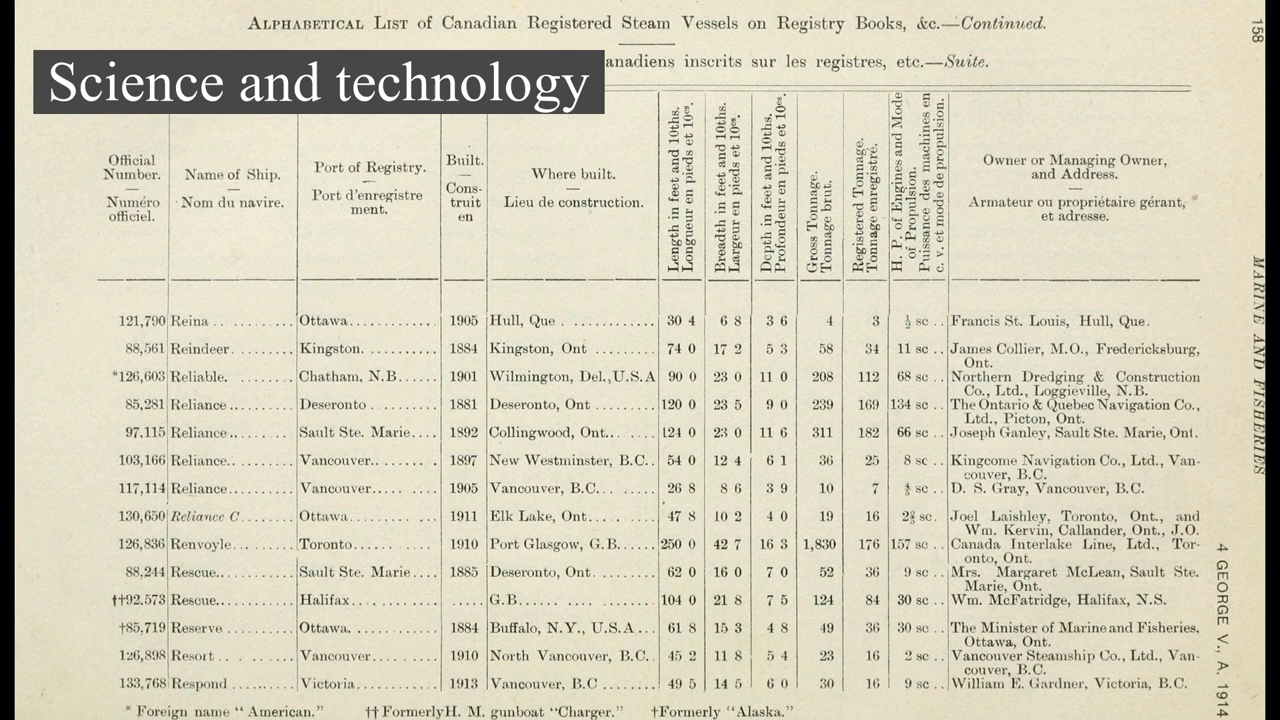 ALPHABETICAL LIST of Canadian Registered Steam Vessels on Registry Books, &c.—Continued.
158
anadiens inscrits sur les registres, etc.—Suite.
Science and technology
Official Number.
Numéro officiel.
Name of Ship.
Nom du navire.
Port of Registry.
Port d'enregistre ment.
Built.
Cons-truit en
Where built.
Lieu de construction.
Length in feet and 10ths.
Longueur en pieds et 10es.
Breadth in feet and 10ths.
Largeur en pieds et 10es.
Depth in feet and 10ths.
Profondeur en pieds et 10es.
Gross Tonnage.
Tonnage brut.
Registered Tonnage.
Tonnage enregistré.
H. P. of Engines and Mode of Propulsion.
Puissance des machines en c. v. et mode de propulsion.
Owner or Managing Owner, and Address.
Armateur ou propriétaire gérant, et adresse.
121,790 Reina . . ........ Ottawa............ 1905 Hull, Que . ............ 30 4 6 8 3 6 4 3 ½ sc .. Francis St. Louis, Hull, Que.
88,561 Reindeer......... Kingston. .......... 1884 Kingston, Ont ......... 74 0 17 2 5 3 58 34 11 sc .. James Collier, M.O., Fredericksburg,
Ont.
*126,603 Reliable. ......... Chatham, N.B...... 1901 Wilmington, Del., U.S.A 90 0 23 0 11 0 208 112 68 sc .. Northern Dredging & Construction
Co., Ltd., Loggieville, N.B.
85,281 Reliance.......... Deseronto .......... 1881 Deseronto, Ont ......... 120 0 23 5 9 0 239 169 134 sc .. The Ontario & Quebec Navigation Co.,
Ltd., Picton, Ont.
97,115 Reliance.......... Sault Ste. Marie.... 1892 Collingwood, Ont.. ..... 124 0 23 0 11 6 311 182 66 sc .. Joseph Ganley, Sault Ste. Marie, Ont.
103,166 Reliance.......... Vancouver.. ....... 1897 New Westminster, B.C.. 54 0 12 4 6 1 36 25 8 sc .. Kingcome Navigation Co., Ltd., Van-
couver, B.C.
117,114 Reliance.......... Vancouver.......... 1905 Vancouver, B.C... ..... 26 8 8 6 3 9 10 7 sc .. D. S. Gray, Vancouver, B.C.
130,650 Reliance C........ Ottawa............ 1911 Elk Lake, Ont.... ..... 47 8 10 2 4 0 19 16 sc. Joel Laishley, Toronto, Ont., and
Wm. Kervin, Callander, Ont., J.O.
126,836 Renvoyle......... Toronto............ 1910 Port Glasgow, G.B...... 250 0 42 7 16 3 1,830 176 157 sc .. Canada Interlake Line, Ltd., Tor-
onto, Ont.
88,244 Rescue........... Sault Ste. Marie.... 1885 Deseronto, Ont. ........ 62 0 16 0 7 0 52 36 9 sc .. Mrs. Margaret McLean, Sault Ste.
Marie, Ont.
††92.573 Rescue........... Halifax............ ..... G.B...... .... ...... 104 0 21 8 7 5 124 84 30 sc .. Wm. McFatridge, Halifax, N.S.
†85,719 Reserve .......... Ottawa. ........... 1884 Buffalo, N.Y., U.S.A... 61 8 15 3 4 8 49 36 30 sc .. The Minister of Marine and Fisheries,
Ottawa, Ont.
126,898 Resort .. ....... Vancouver.......... 1910 North Vancouver, B.C.. 45 2 11 8 5 4 23 16 2 sc .. Vancouver Steamship Co., Ltd., Van-
couver, B.C.
133,768 Respond ......... Victoria............ 1913 Vancouver, B.C ........ 49 5 14 5 6 0 30 16 9 sc .. William E. Gardner, Victoria, B.C.
* Foreign name "American." †† Formerly H. M. gunboat "Charger." †Formerly "Alaska."
MARINE AND FISHERIES
4 GEORGE V., A. 1914